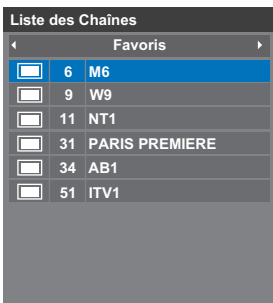 Liste des Chaînes
Favoris
6 M6
9 W9
11 NT1
31 PARIS PREMIERE
34 AB1
51 ITV1